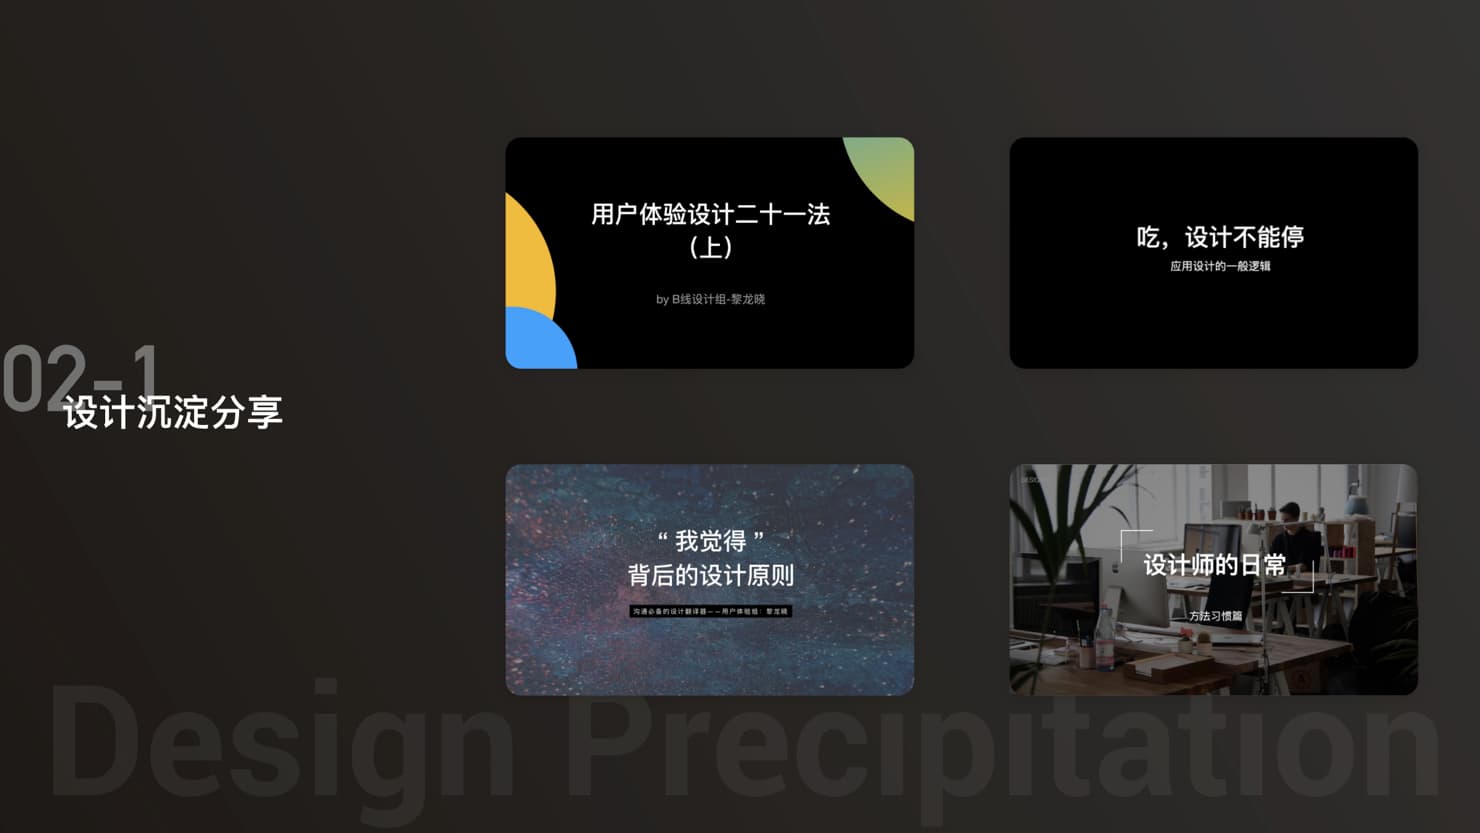 02-1
设计沉淀分享
用户体验设计二十一法
（上）
by B线设计组-黎龙晓
吃，设计不能停
应用设计的一般逻辑
“ 我觉得 ”
背后的设计原则
沟通必备的设计翻译器——用户体验组：黎龙晓
设计师的日常
方法习惯篇
Design Precipitation